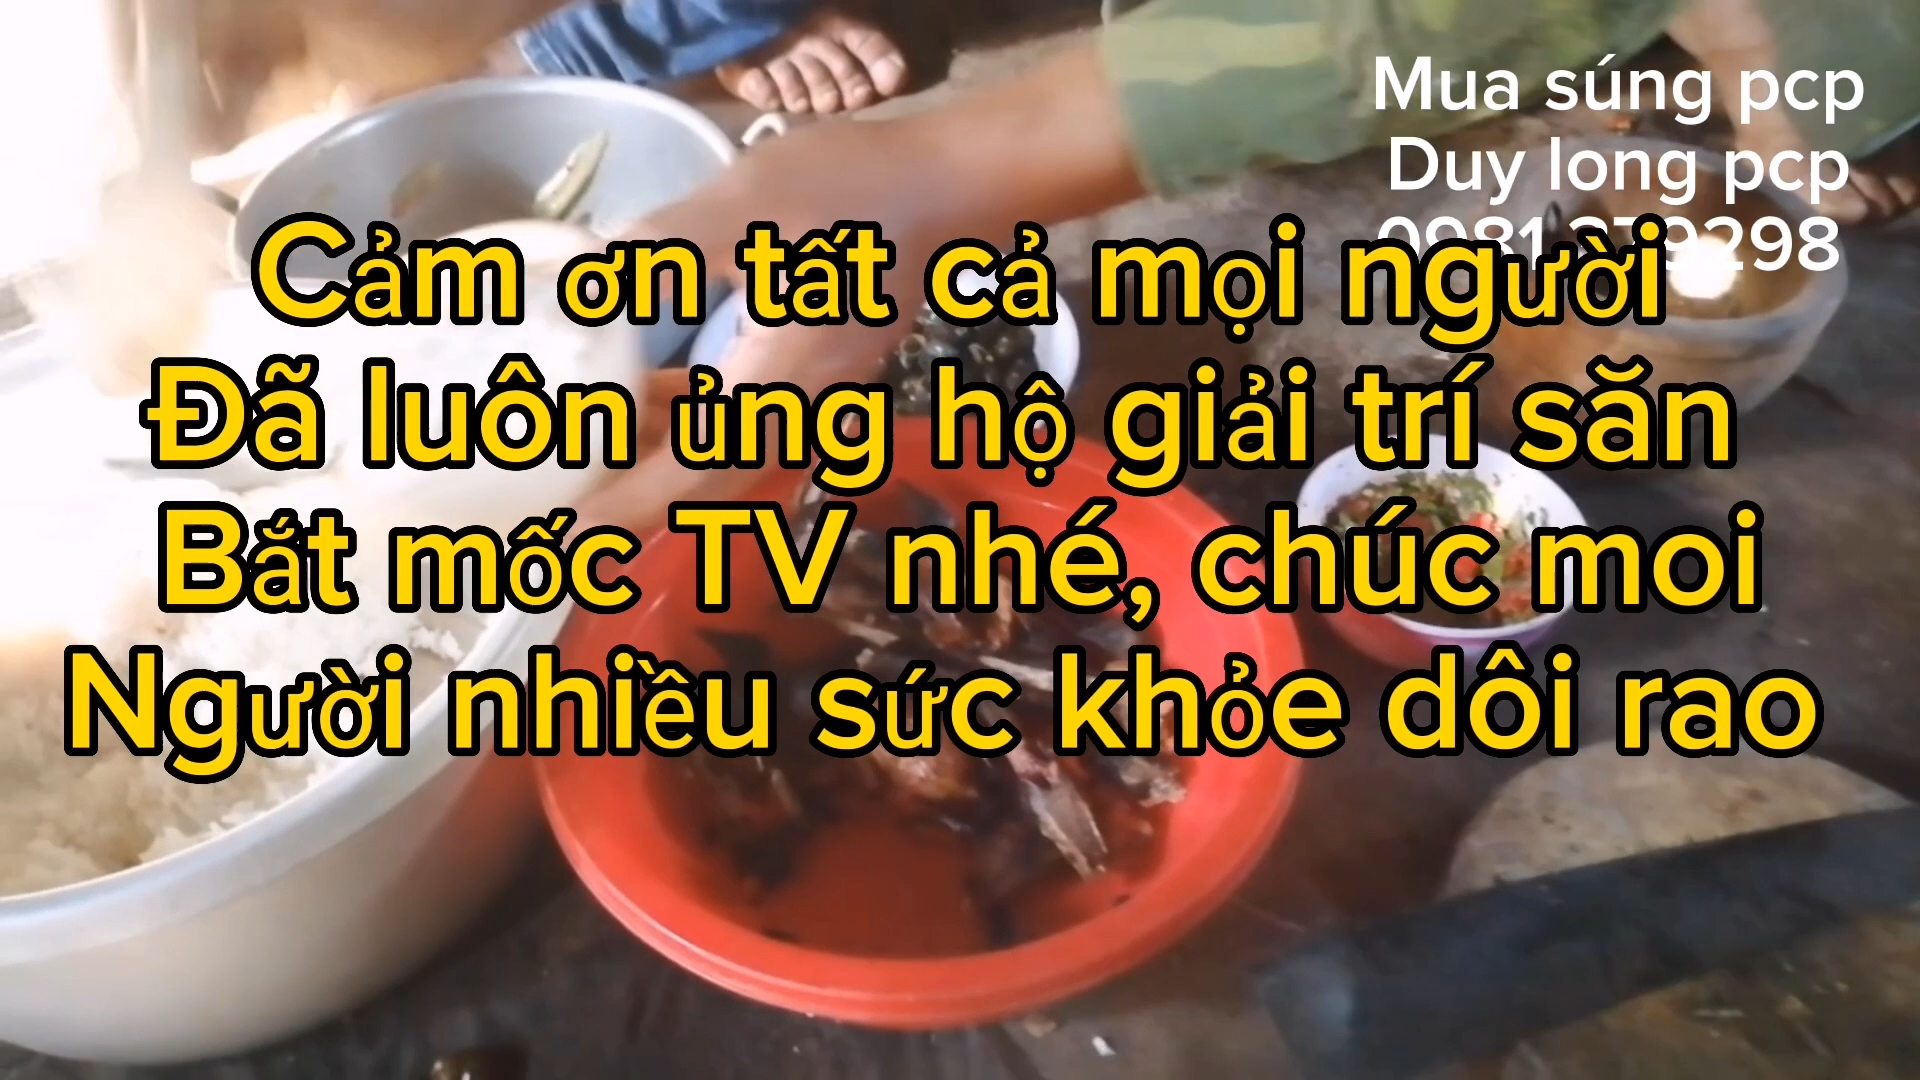 Mua súng pcp
Duy long pcp
Cảm ơn tất cả mọi người
Đã luôn ủng hộ giải trí săn
Bắt mốc TV nhé, chúc moi
Người nhiều sức khỏe dôi rao